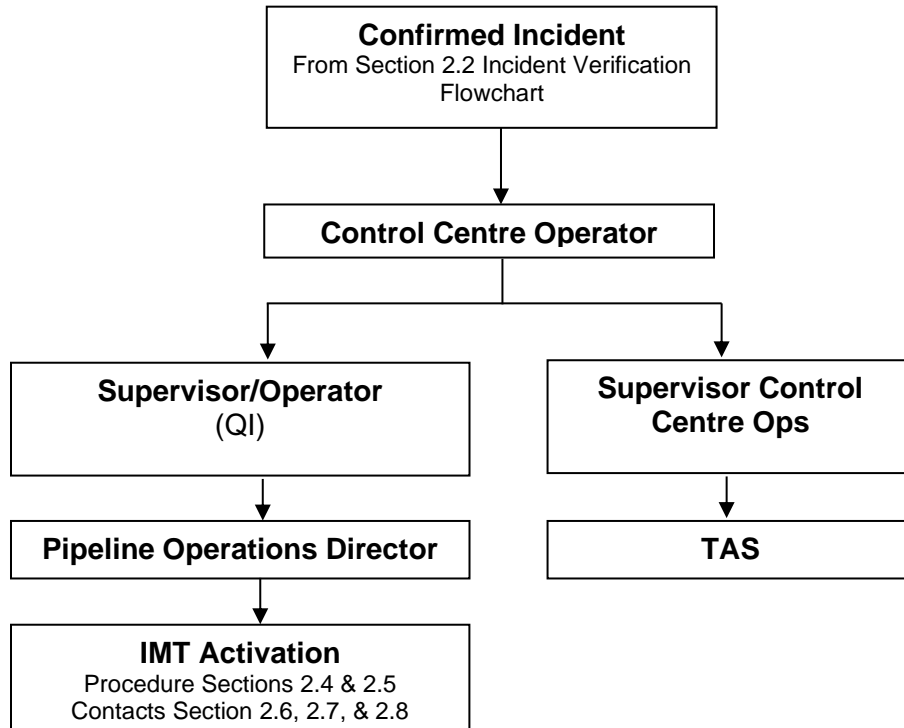 Confirmed Incident
From Section 2.2 Incident Verification
Flowchart
Control Centre Operator
Supervisor/Operator
(QI)
Supervisor Control
Centre Ops
Pipeline Operations Director
TAS
IMT Activation
Procedure Sections 2.4 & 2.5
Contacts Section 2.6, 2.7, & 2.8